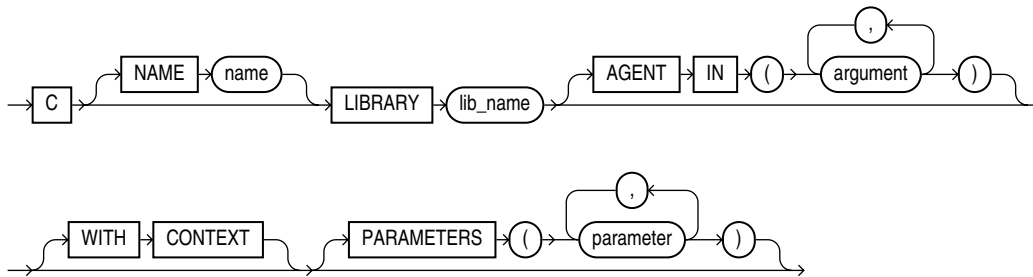 ,
NAME name AGENT IN ( argument )
C LIBRARY lib_name
,
WITH CONTEXT PARAMETERS ( parameter )